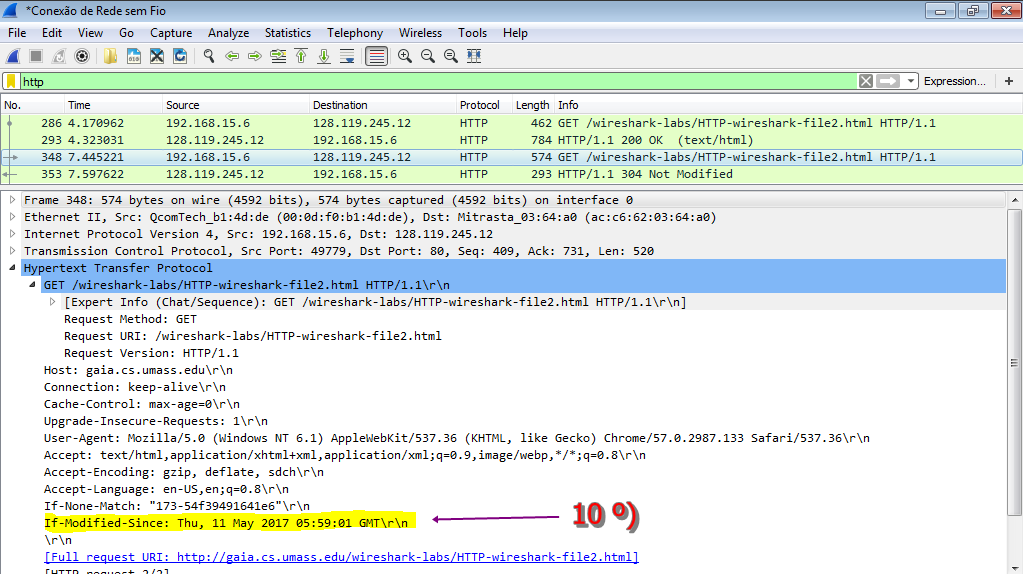 *Conexão de Rede sem Fio
File Edit View Go Capture Analyze Statistics Telephony Wireless Tools Help
http Expression... +
No. Time Source Destination Protocol Length Info
286 4.170962 192.168.15.6 128.119.245.12 HTTP 462 GET /wireshark-labs/HTTP-wireshark-file2.html HTTP/1.1
293 4.323031 128.119.245.12 192.168.15.6 HTTP 784 HTTP/1.1 200 OK (text/html)
348 7.445221 192.168.15.6 128.119.245.12 HTTP 574 GET /wireshark-labs/HTTP-wireshark-file2.html HTTP/1.1
353 7.597622 128.119.245.12 192.168.15.6 HTTP 293 HTTP/1.1 304 Not Modified
Frame 348: 574 bytes on wire (4592 bits), 574 bytes captured (4592 bits) on interface 0
Ethernet II, Src: QcomTech_b1:4d:de (00:0d:f0:b1:4d:de), Dst: Mitrasta_03:64:a0 (ac:c6:62:03:64:a0)
Internet Protocol Version 4, Src: 192.168.15.6, Dst: 128.119.245.12
Transmission Control Protocol, Src Port: 49779, Dst Port: 80, Seq: 409, Ack: 731, Len: 520
Hypertext Transfer Protocol
GET /wireshark-labs/HTTP-wireshark-file2.html HTTP/1.1\r\n
[Expert Info (Chat/Sequence): GET /wireshark-labs/HTTP-wireshark-file2.html HTTP/1.1\r\n]
Request Method: GET
Request URI: /wireshark-labs/HTTP-wireshark-file2.html
Request Version: HTTP/1.1
Host: gaia.cs.umass.edu\r\n
Connection: keep-alive\r\n
Cache-Control: max-age=0\r\n
Upgrade-Insecure-Requests: 1\r\n
User-Agent: Mozilla/5.0 (Windows NT 6.1) AppleWebKit/537.36 (KHTML, like Gecko) Chrome/57.0.2987.133 Safari/537.36\r\n
Accept: text/html,application/xhtml+xml,application/xml;q=0.9,image/webp,*/*;q=0.8\r\n
Accept-Encoding: gzip, deflate, sdch\r\n
Accept-Language: en-US,en;q=0.8\r\n
If-None-Match: "173-54f39491641e6"\r\n
If-Modified-Since: Thu, 11 May 2017 05:59:01 GMT\r\n 10 º)
\r\n
[Full request URI: http://gaia.cs.umass.edu/wireshark-labs/HTTP-wireshark-file2.html]
[HTTP request 2/2]